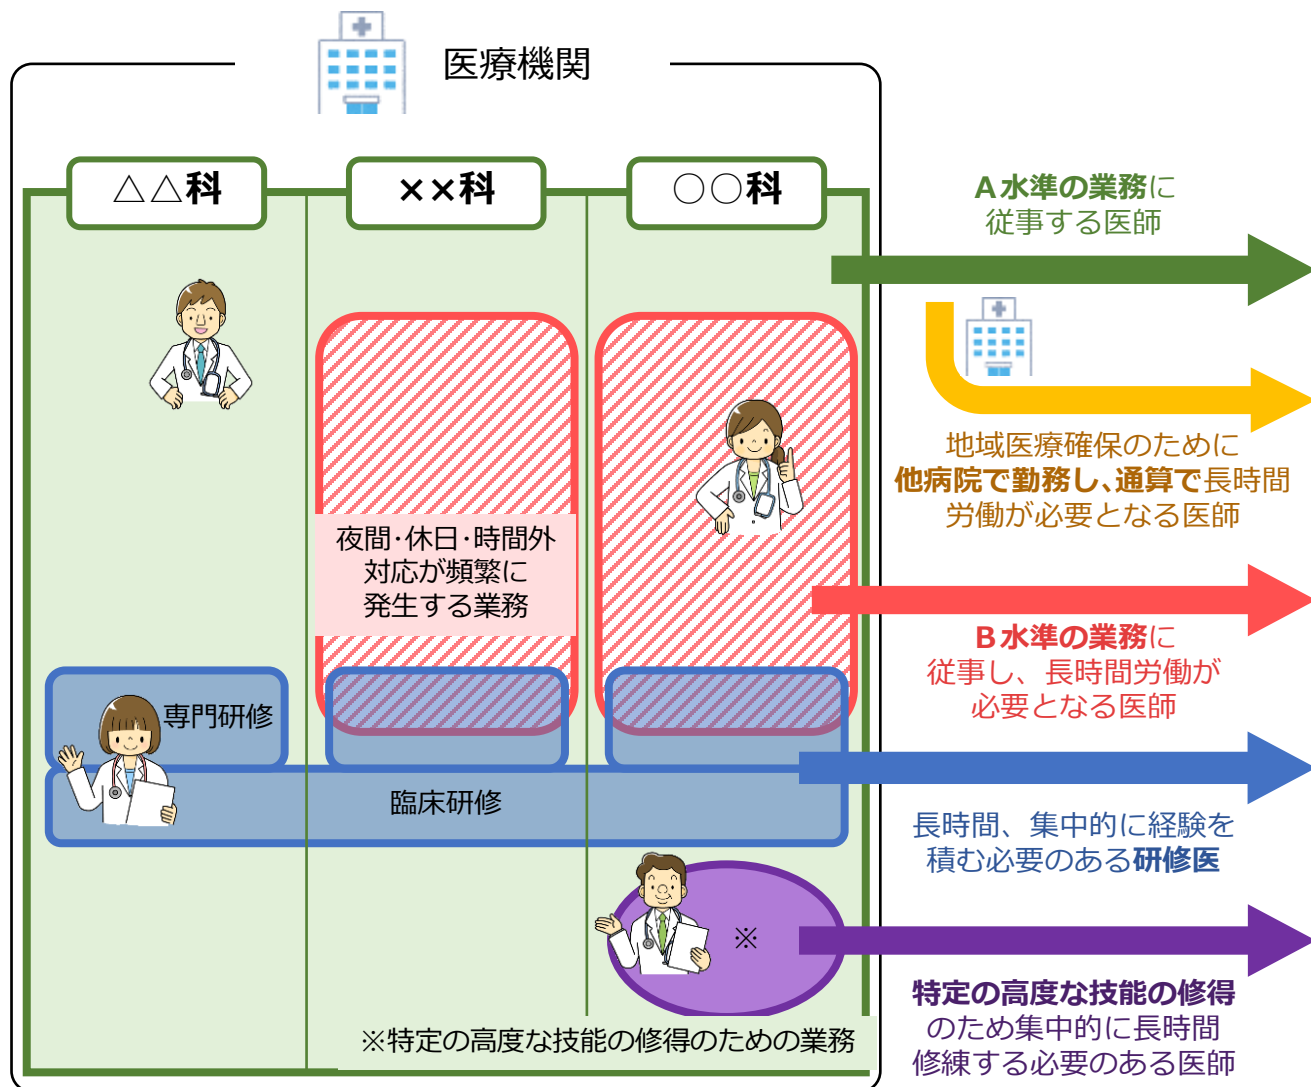 医療機関
△△科
××科
○○科
A水準の業務に
従事する医師
地域医療確保のために
他病院で勤務し、通算で長時間
労働が必要となる医師
夜間・休日・時間外
対応が頻繁に
発生する業務
B水準の業務に
従事し、長時間労働が
必要となる医師
専門研修
臨床研修
長時間、集中的に経験を
積む必要のある研修医
※
※特定の高度な技能の修得のための業務
特定の高度な技能の修得
のため集中的に長時間
修練する必要のある医師